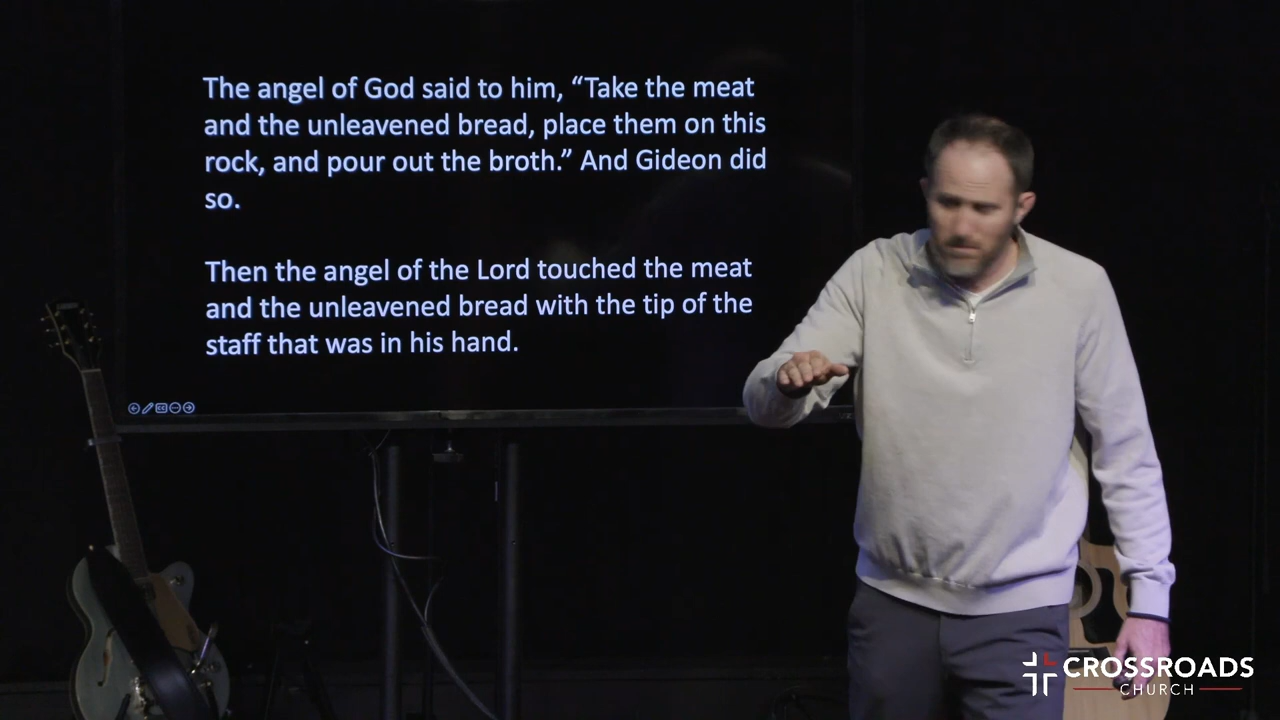 The angel of God said to him, “Take the meat
and the unleavened bread, place them on this
rock, and pour out the broth.” And Gideon did
so.
Then the angel of the Lord touched the meat
and the unleavened bread with the tip of the
staff that was in his hand.
CROSSROADS
CHURCH